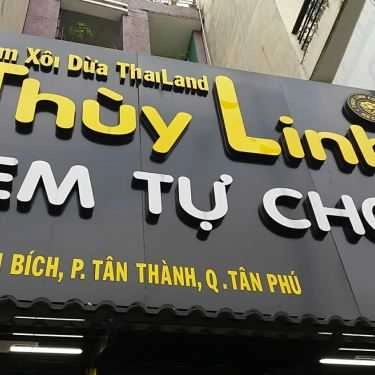 m Xôi Dừa ThaiLand
Thùy Linh
EM TỰ CHỌ
BÍCH, P. TÂN THÀNH, Q. TÂN PHÚ